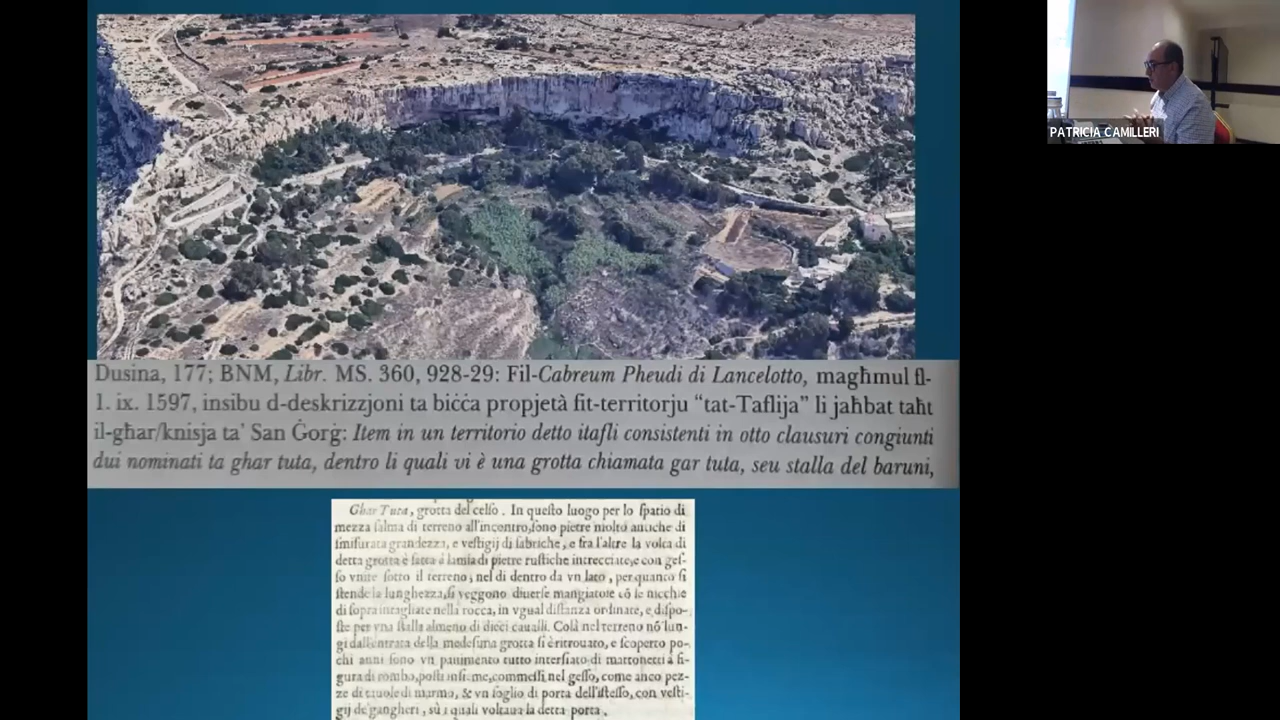 Dusina, 177; BNM, Libr. MS. 360, 928-29: Fil-Cabreum Pheudi di Lancelotto, magħmul fl-
1. ix. 1597, insibu d-deskrizzjoni ta biċċa propjetà fit-territorju “tat-Taflija” li jaħbat taħt
il-għar/knisja ta' San Ġorġ: Item in un territorio detto itafli consistenti in otto clausuri congiunti
dui nominati ta ghar tuta, dentro li quali vi è una grotta chiamata gar tuta, seu stalla del baruni,
Ghar Tuta, grotta del celso. In questo luogo per lo spatio di
mezza salma di terreno all'incontro, sono pietre molto antiche di
smisurata grandezza, e vestigij di fabriche, e fra l'altre la volta di
detta grotta è fatta à lamia di pietre rustiche intrecciate, e con ges-
so vnite sotto il terreno; nel di dentro da vn lato, per quanto si
stende la lunghezza, si veggono diuerse mangiatoie cõ le nicchie
di sopra intagliate nella rocca, in vgual distanza ordinate, e dispo-
ste per vna stalla almeno di dieci caualli. Colà nel terreno nõ lun-
gi dall'entrata della medesima grotta si è ritrouato, e scoperto po-
chi anni sono vn pauimento tutto intersiato di mattonetti à fi-
gura di rombo, posti insieme, commessi nel gesso, come anco pez-
ze di tauole di marmo, & vn soglio di porta dell'istesso, con vesti-
gij de' gangheri, sù i quali voltaua la detta porta.
PATRICIA CAMILLERI